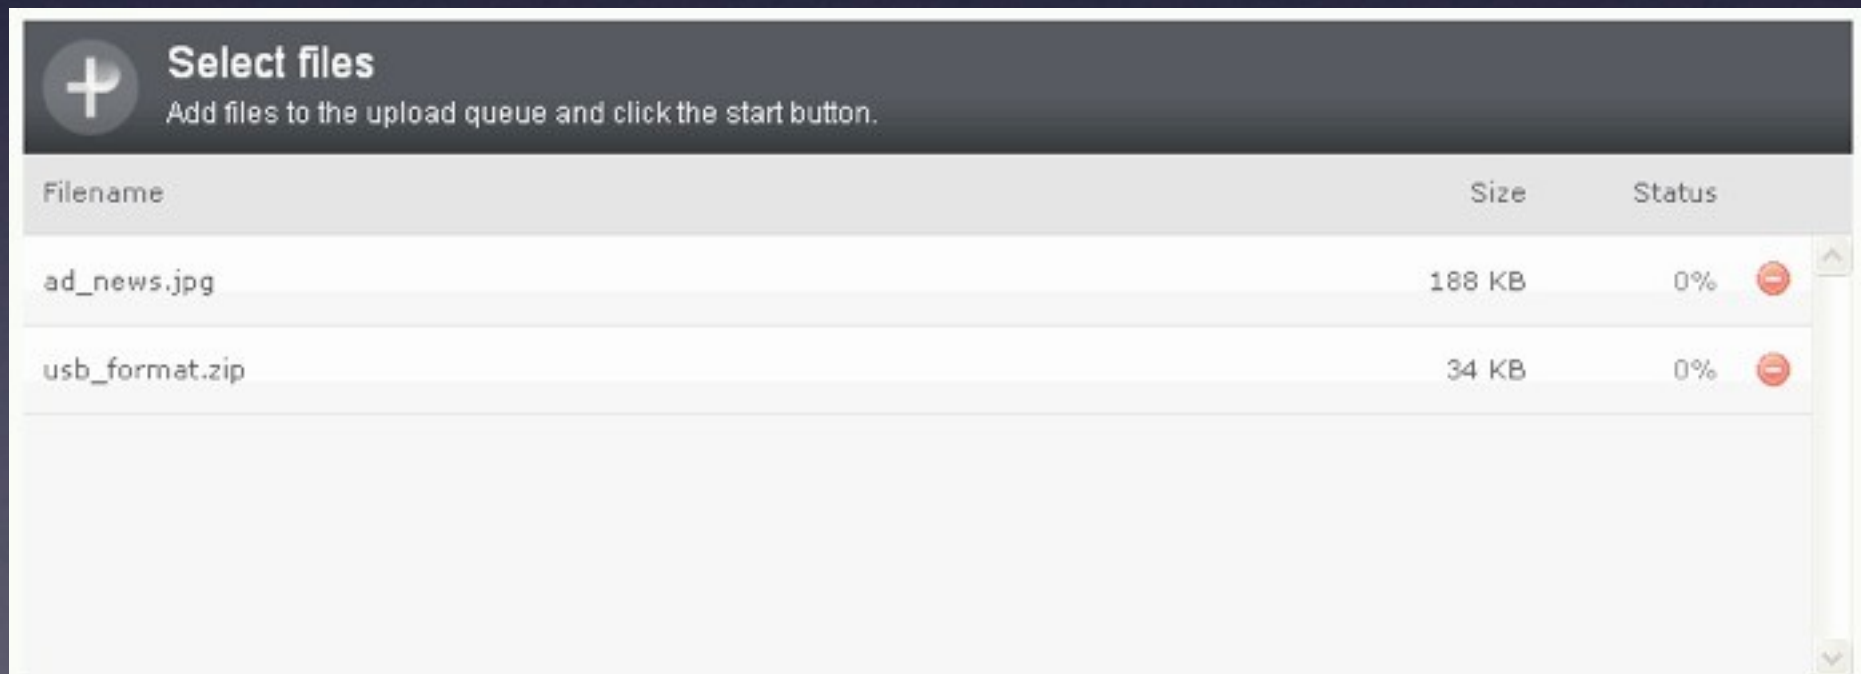 Select files
Add files to the upload queue and click the start button.
Filename Size Status
ad_news.jpg 188 KB 0%
usb_format.zip 34 KB 0%